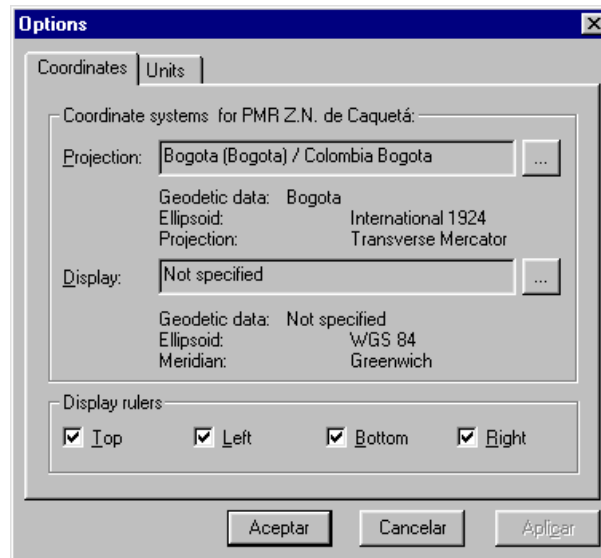 Options
Coordinates Units
Coordinate systems for PMR Z.N. de Caquetá:
Projection: Bogota (Bogota) / Colombia Bogota ...
Geodetic data: Bogota
Ellipsoid: International 1924
Projection: Transverse Mercator
Display: Not specified ...
Geodetic data: Not specified
Ellipsoid: WGS 84
Meridian: Greenwich
Display rulers
Top Left Bottom Right
Aceptar Cancelar Aplicar